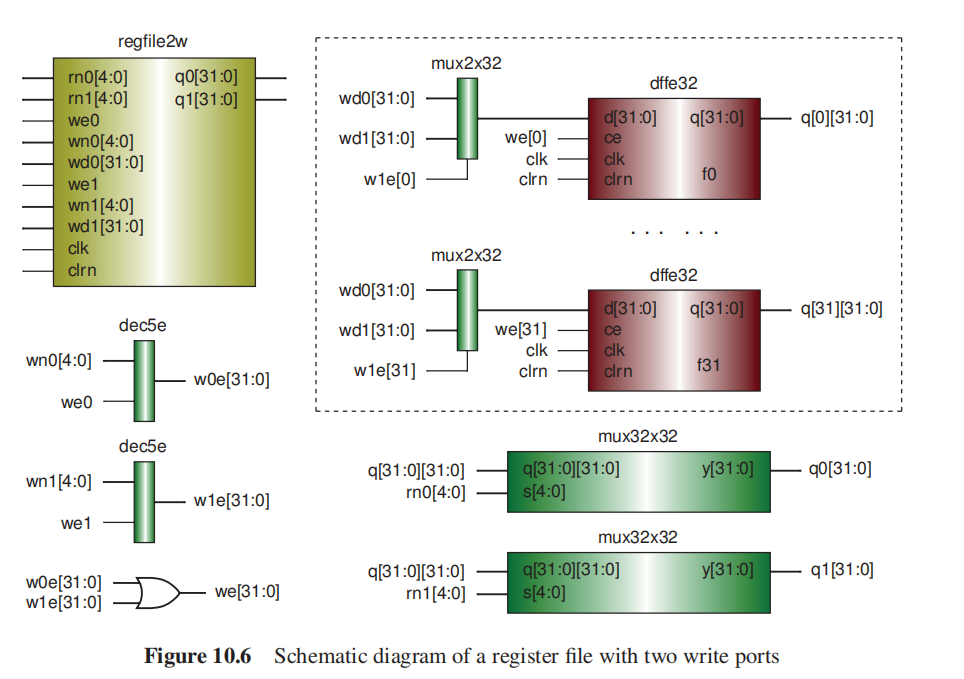 regfile2w
rn0[4:0] q0[31:0]
rn1[4:0] q1[31:0]
we0
wn0[4:0]
wd0[31:0]
we1
wn1[4:0]
wd1[31:0]
clk
clrn
dec5e
wn0[4:0]
w0e[31:0]
we0
dec5e
wn1[4:0]
w1e[31:0]
we1
w0e[31:0]
w1e[31:0]
we[31:0]
mux2x32
wd0[31:0]
wd1[31:0]
w1e[0]
dffe32
d[31:0] q[31:0]
q[0][31:0]
we[0] ce
clk clk
clrn clrn
f0
... ...
mux2x32
wd0[31:0]
wd1[31:0]
w1e[31]
dffe32
d[31:0] q[31:0]
q[31][31:0]
we[31] ce
clk clk
clrn clrn
f31
mux32x32
q[31:0][31:0] q[31:0][31:0] y[31:0] q0[31:0]
rn0[4:0] s[4:0]
mux32x32
q[31:0][31:0] q[31:0][31:0] y[31:0] q1[31:0]
rn1[4:0] s[4:0]
Figure 10.6 Schematic diagram of a register file with two write ports